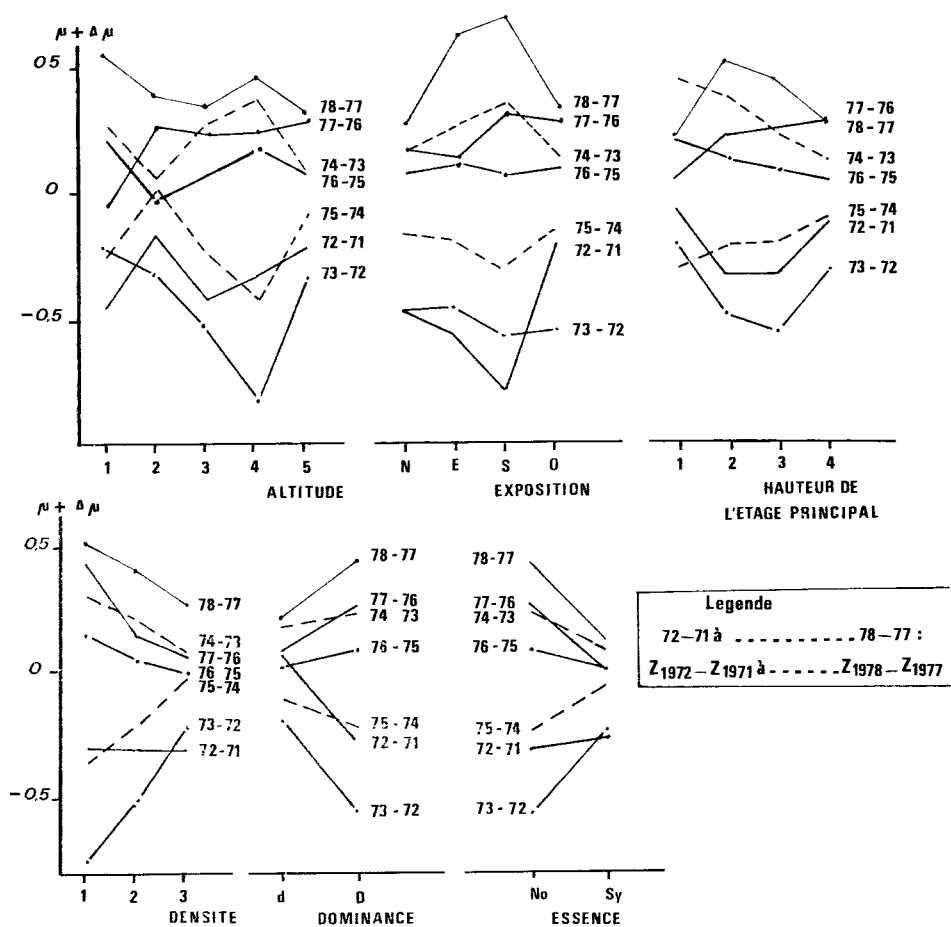 μ + Δ μ
0 5
0
−0.5
78-77
77-76
74-73
76-75
75-74
72-71
73-72
1 2 3 4 5
ALTITUDE
78-77
77-76
74-73
76-75
75-74
72-71
73-72
N E S O
EXPOSITION
77-76
78-77
74-73
76-75
75-74
72-71
73-72
1 2 3 4
HAUTEUR DE
L'ETAGE PRINCIPAL
μ + Δ μ
0,5
0
−0,5
78-77
74-73
77-76
76-75
75-74
73-72
72-71
1 2 3
DENSITE
78-77
77-76
74 73
76-75
75-74
72-71
73-72
d D
DOMINANCE
78-77
77-76
74-73
76-75
75-74
72-71
73-72
No Sy
ESSENCE
Legende
72-71 à ---------- 78-77 :
Z1972-Z1971 à ------ Z1978-Z1977